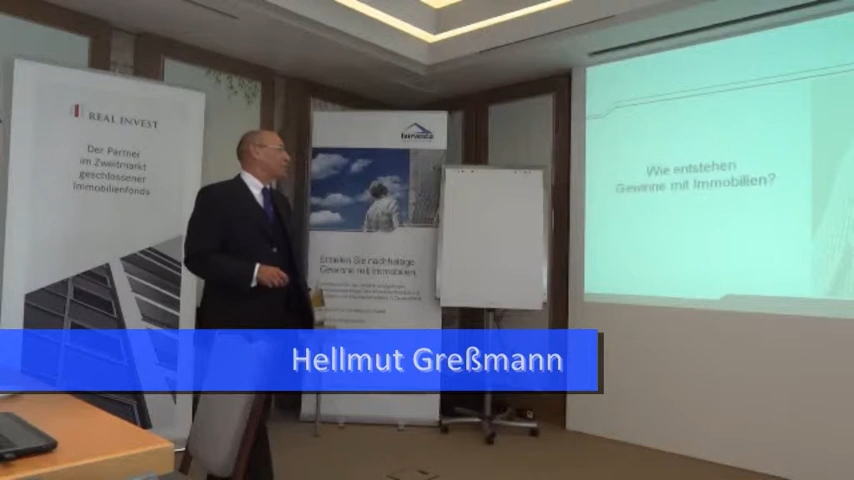 REAL INVEST
Der Partner
im Zweitmarkt
geschlossener
Immobilienfonds
Erzielen Sie nachhaltige
Gewinne mit Immobilien.
Wie entstehen
Gewinne mit Immobilien?
Hellmut Greßmann